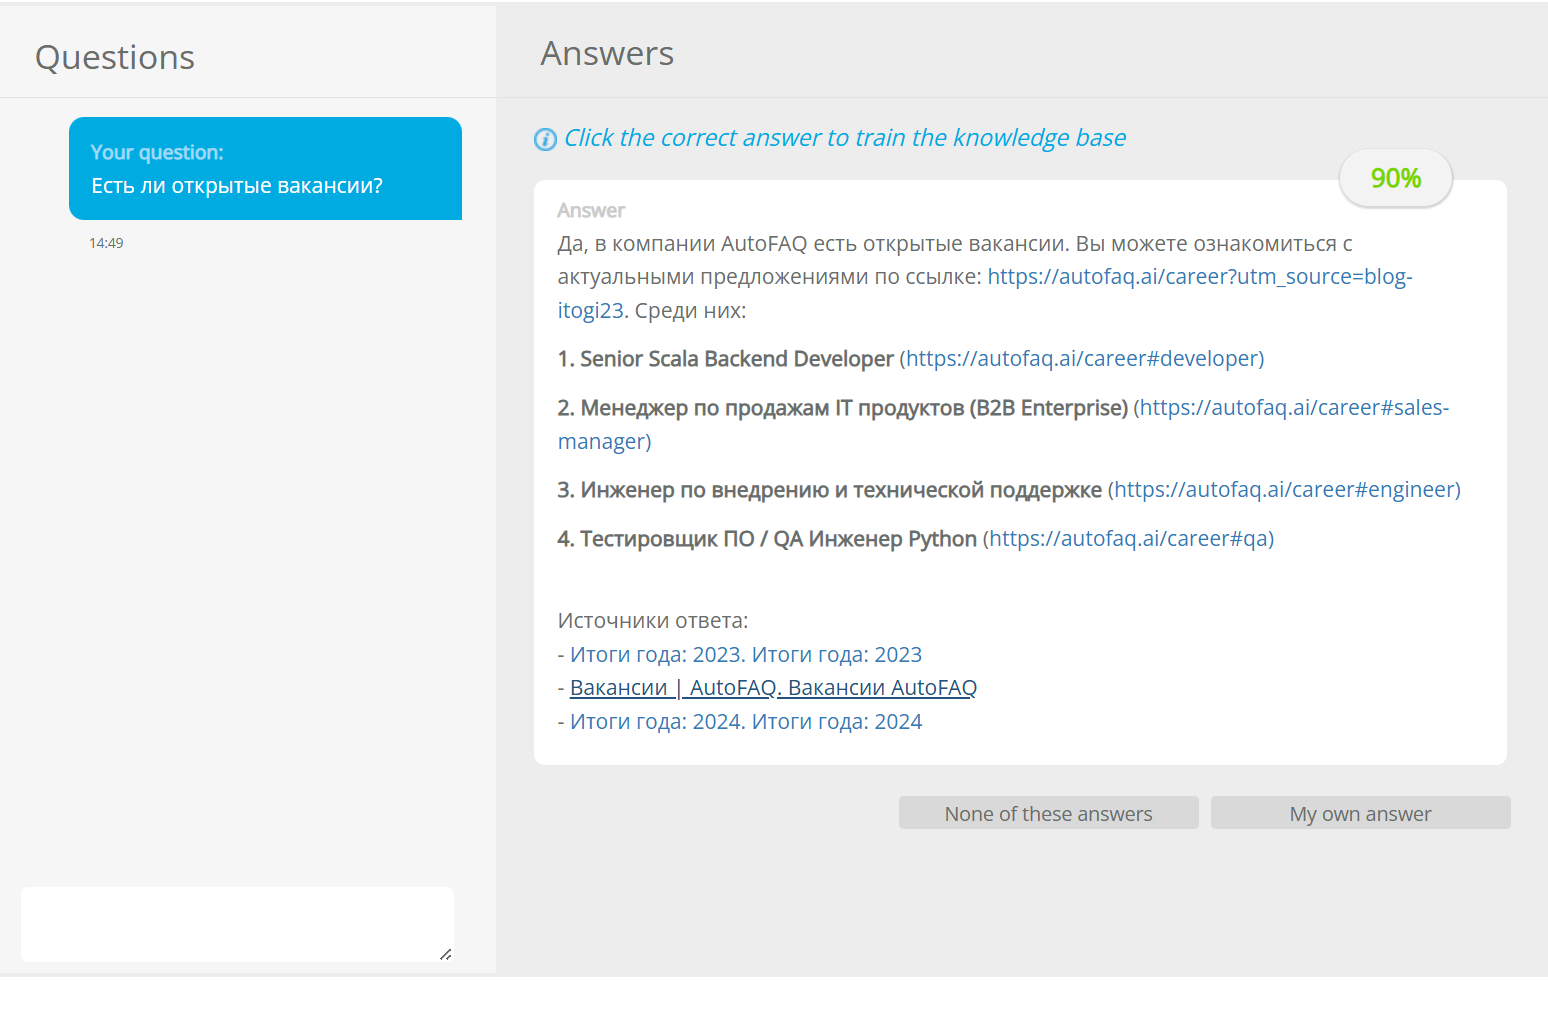 Questions
Your question:
Есть ли открытые вакансии?
14:49
Answers
Click the correct answer to train the knowledge base
90%
Answer
Да, в компании AutoFAQ есть открытые вакансии. Вы можете ознакомиться с
актуальными предложениями по ссылке: https://autofaq.ai/career?utm_source=blog-
itogi23. Среди них:
1. Senior Scala Backend Developer (https://autofaq.ai/career#developer)
2. Менеджер по продажам IT продуктов (B2B Enterprise) (https://autofaq.ai/career#sales-
manager)
3. Инженер по внедрению и технической поддержке (https://autofaq.ai/career#engineer)
4. Тестировщик ПО / QA Инженер Python (https://autofaq.ai/career#qa)
Источники ответа:
- Итоги года: 2023. Итоги года: 2023
- Вакансии | AutoFAQ. Вакансии AutoFAQ
- Итоги года: 2024. Итоги года: 2024
None of these answers
My own answer